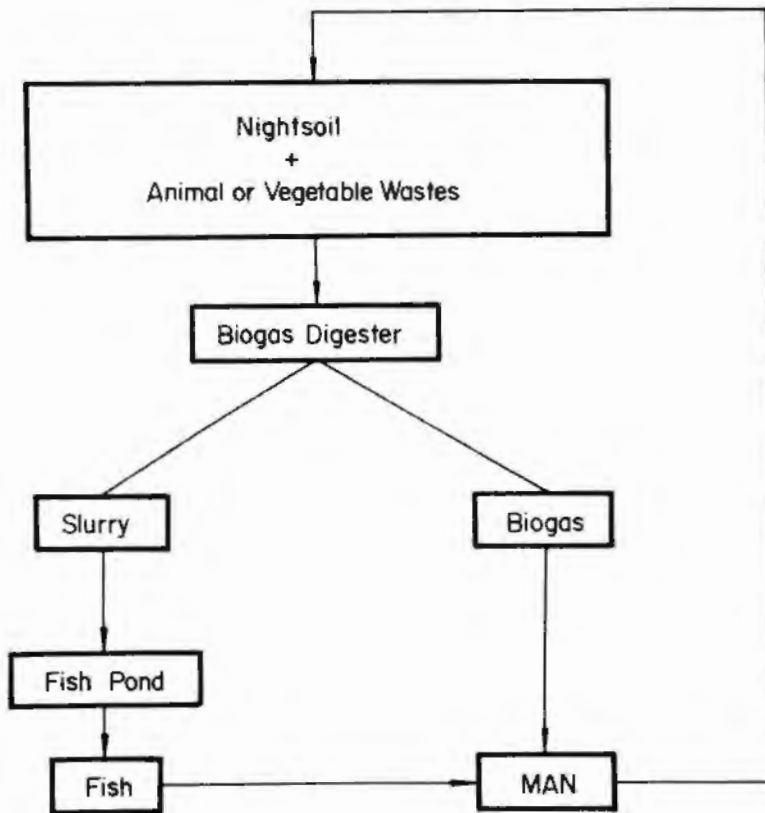 Nightsoil
+
Animal or Vegetable Wastes
Biogas Digester
Slurry
Biogas
Fish Pond
Fish
MAN